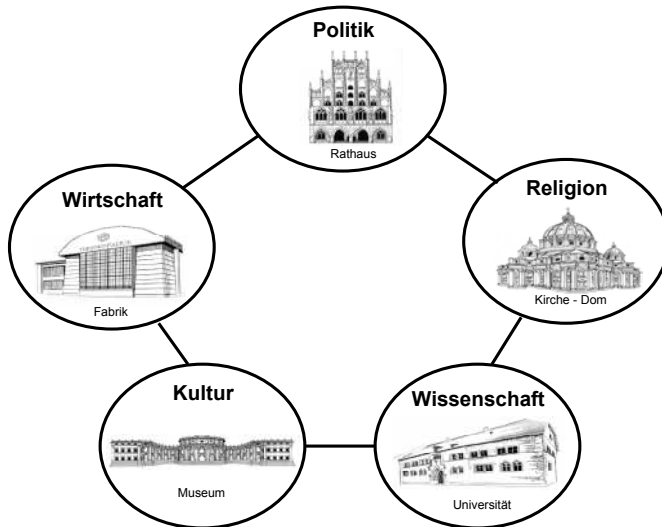 Politik
Rathaus
Wirtschaft
Fabrik
Religion
Kirche - Dom
Kultur
Museum
Wissenschaft
Universität